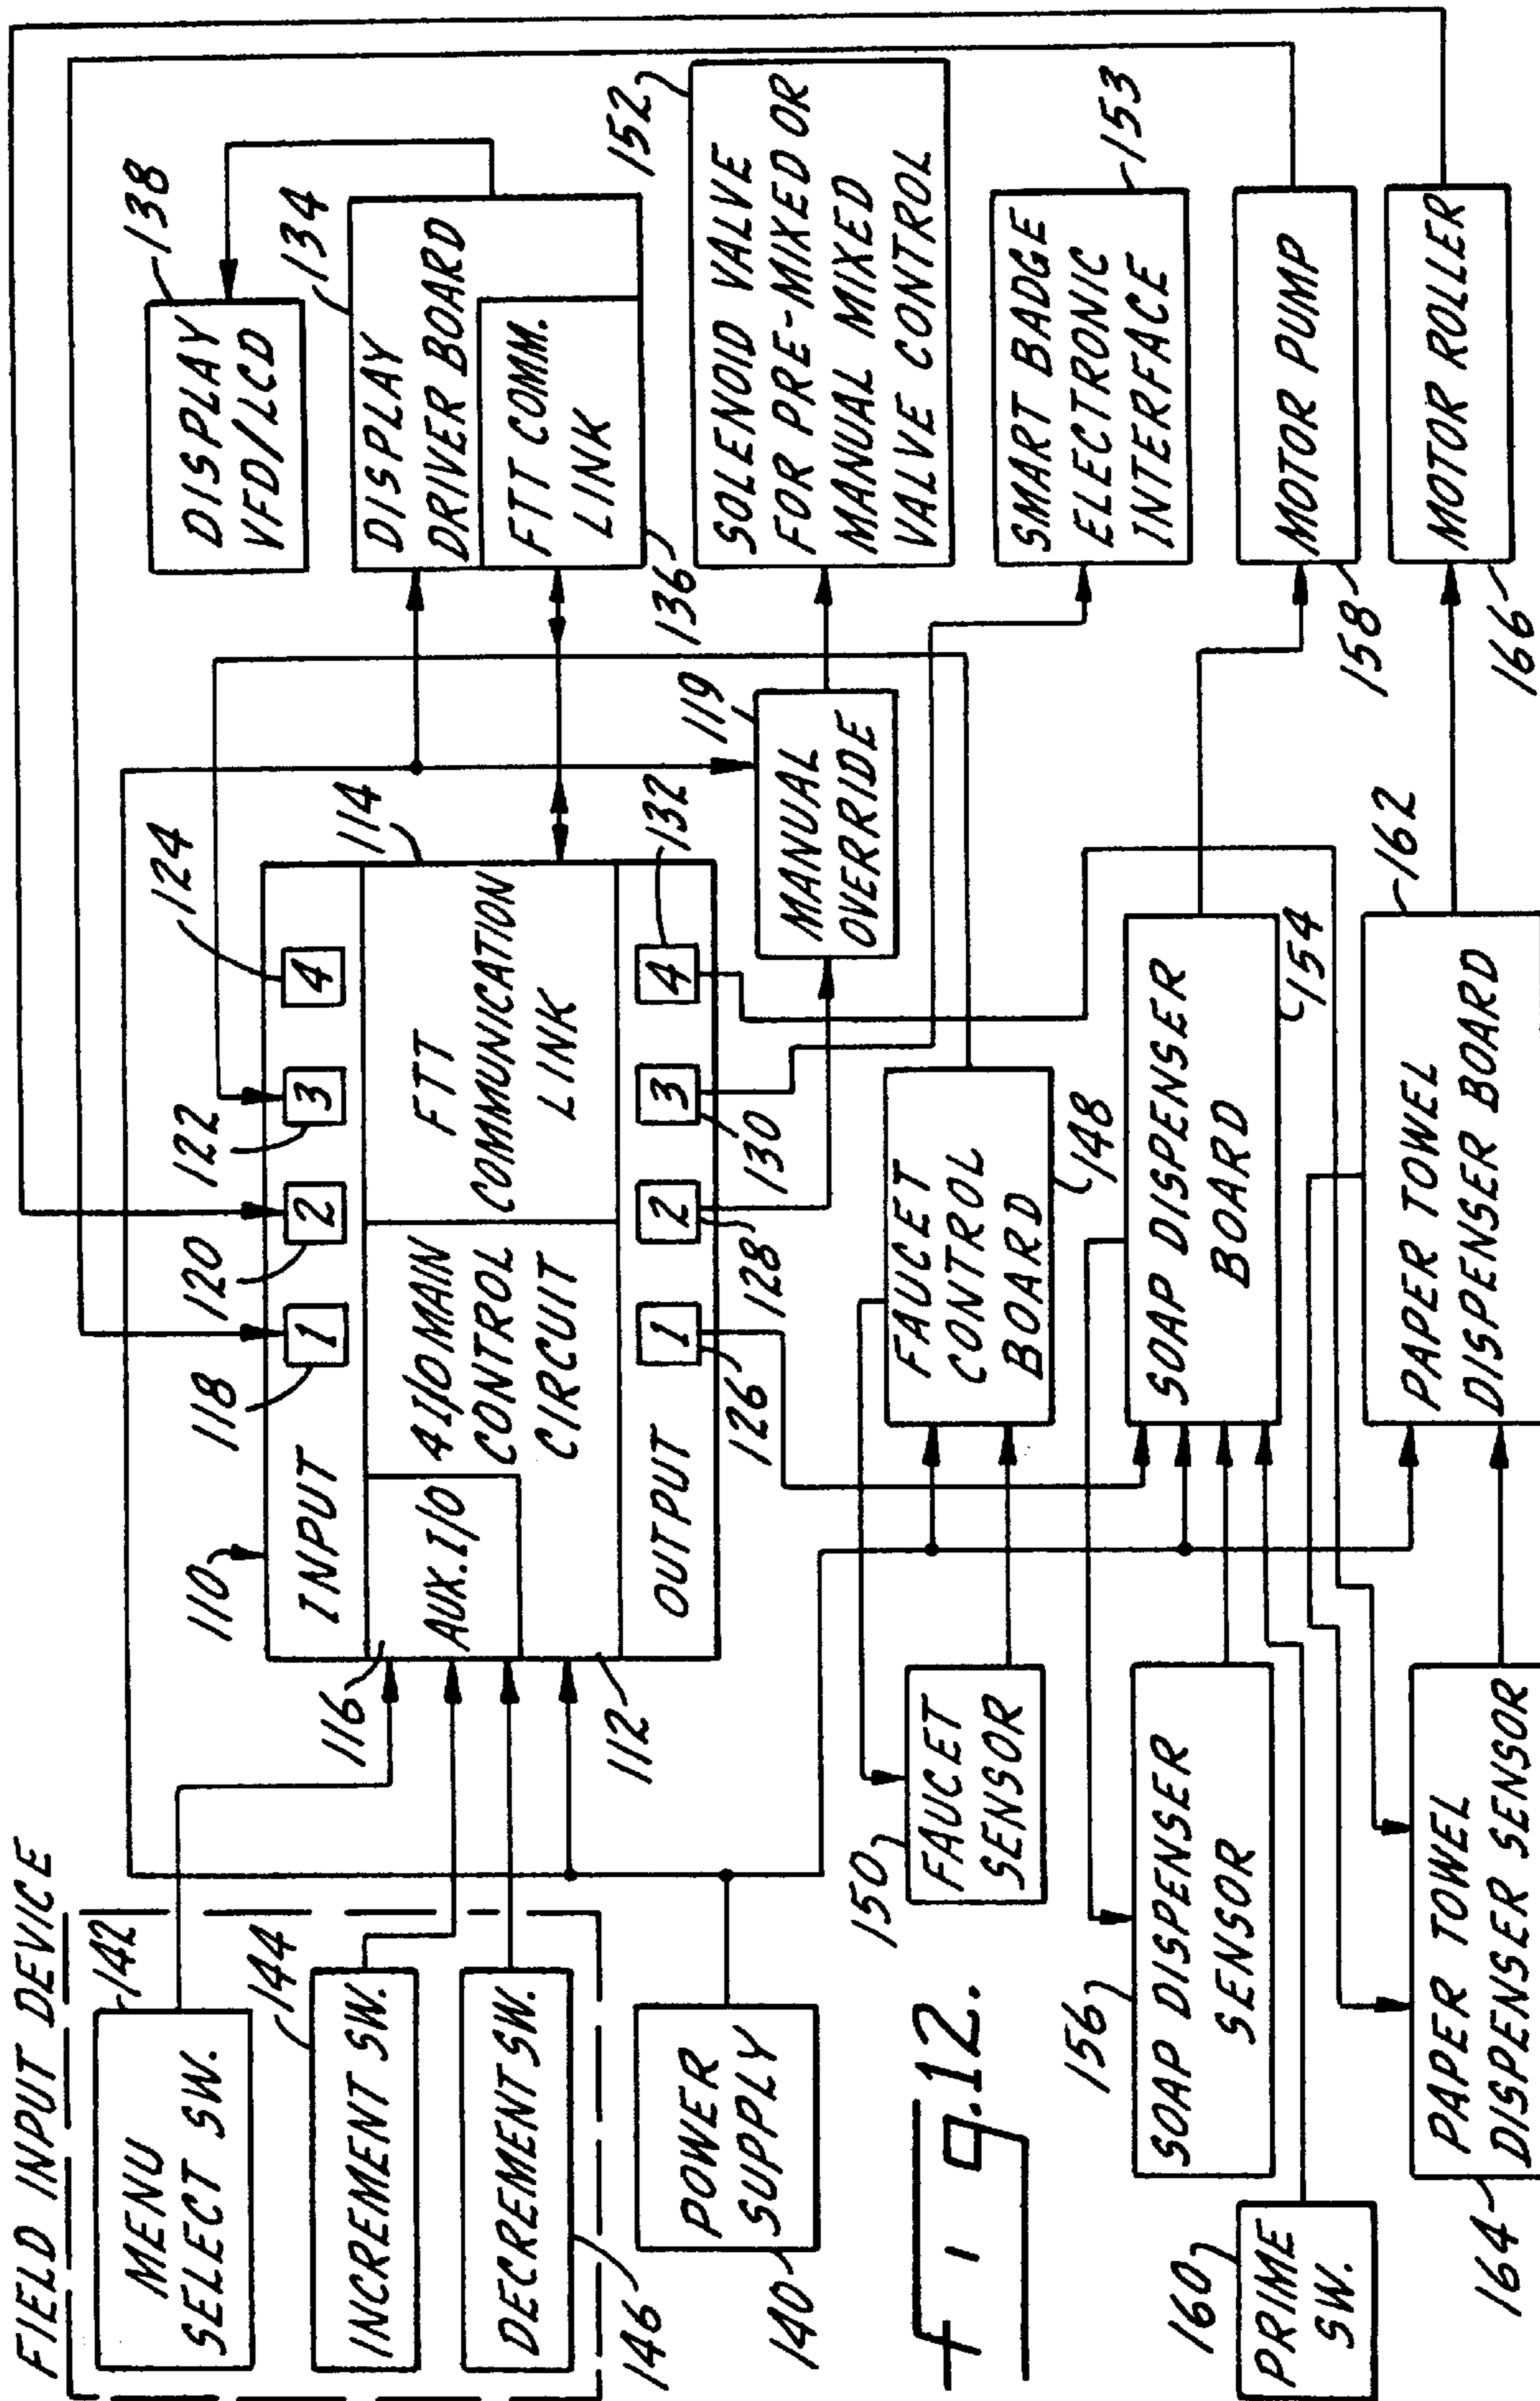 FIELD INPUT DEVICE
MENU
SELECT SW.
142
INCREMENT SW.
144
DECREMENT SW.
146
POWER
SUPPLY
140
110
INPUT
1
2
3
4
118
120
122
124
116
AUX. I/O
4 I/O MAIN
CONTROL
CIRCUIT
112
FTT
COMMUNICATION
LINK
114
OUTPUT
1
2
3
4
126
128
130
132
DISPLAY
VFD/LCD
138
DISPLAY
DRIVER BOARD
134
FTT COMM.
LINK
136
MANUAL
OVERRIDE
119
SOLENOID VALVE
FOR PRE-MIXED OR
MANUAL MIXED
VALVE CONTROL
152
SMART BADGE
ELECTRONIC
INTERFACE
153
FAUCET
SENSOR
150
FAUCET
CONTROL
BOARD
148
SOAP DISPENSER
SENSOR
156
SOAP DISPENSER
BOARD
154
MOTOR PUMP
158
PRIME
SW.
160
PAPER TOWEL
DISPENSER SENSOR
164
PAPER TOWEL
DISPENSER BOARD
162
MOTOR ROLLER
166
Fig.12.